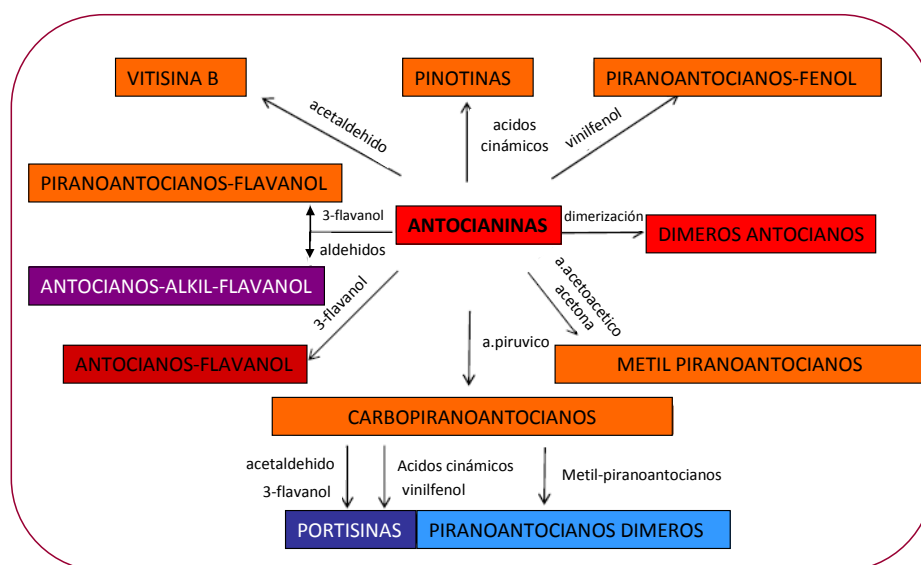 VITISINA B
PINOTINAS
PIRANOANTOCIANOS-FENOL
acetaldehido
acidos
cinámicos
vinilfenol
PIRANOANTOCIANOS-FLAVANOL
3-flavanol
aldehidos
ANTOCIANINAS
dimerización
DIMEROS ANTOCIANOS
ANTOCIANOS-ALKIL-FLAVANOL
3-flavanol
a.acetoacetico
acetona
ANTOCIANOS-FLAVANOL
a.piruvico
METIL PIRANOANTOCIANOS
CARBOPIRANOANTOCIANOS
acetaldehido
3-flavanol
Acidos cinámicos
vinilfenol
Metil-piranoantocianos
PORTISINAS
PIRANOANTOCIANOS DIMEROS